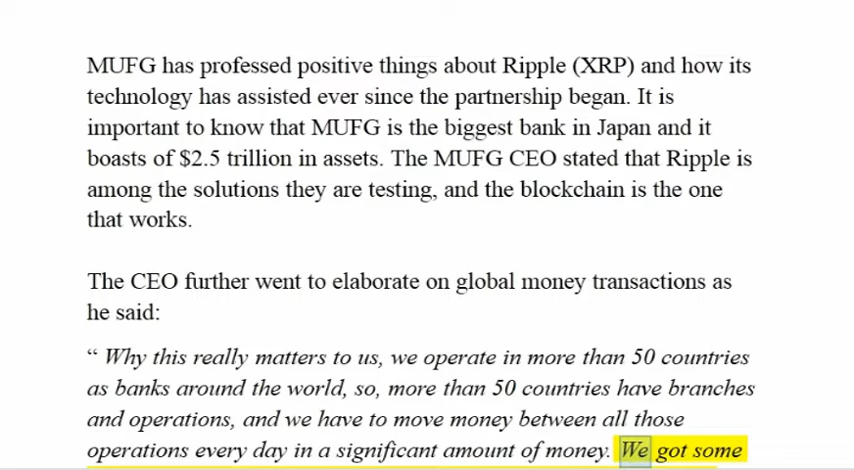 MUFG has professed positive things about Ripple (XRP) and how its
technology has assisted ever since the partnership began. It is
important to know that MUFG is the biggest bank in Japan and it
boasts of $2.5 trillion in assets. The MUFG CEO stated that Ripple is
among the solutions they are testing, and the blockchain is the one
that works.
The CEO further went to elaborate on global money transactions as
he said:
“ Why this really matters to us, we operate in more than 50 countries
as banks around the world, so, more than 50 countries have branches
and operations, and we have to move money between all those
operations every day in a significant amount of money. We got some